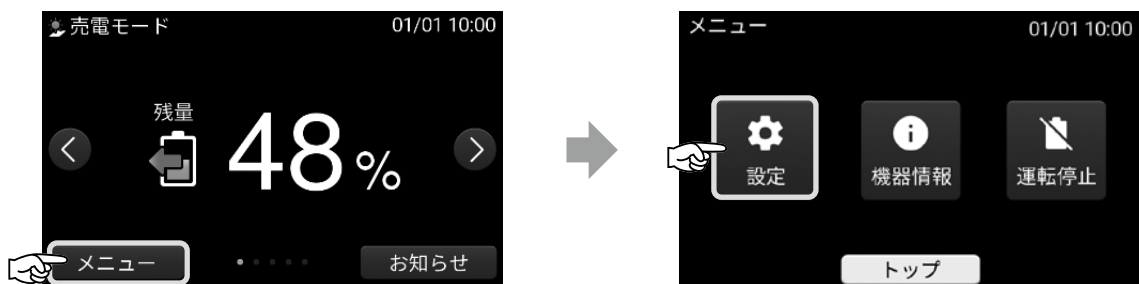 売電モード 01/01 10:00
残量
48%
メニュー お知らせ
メニュー 01/01 10:00
設定 機器情報 運転停止
トップ